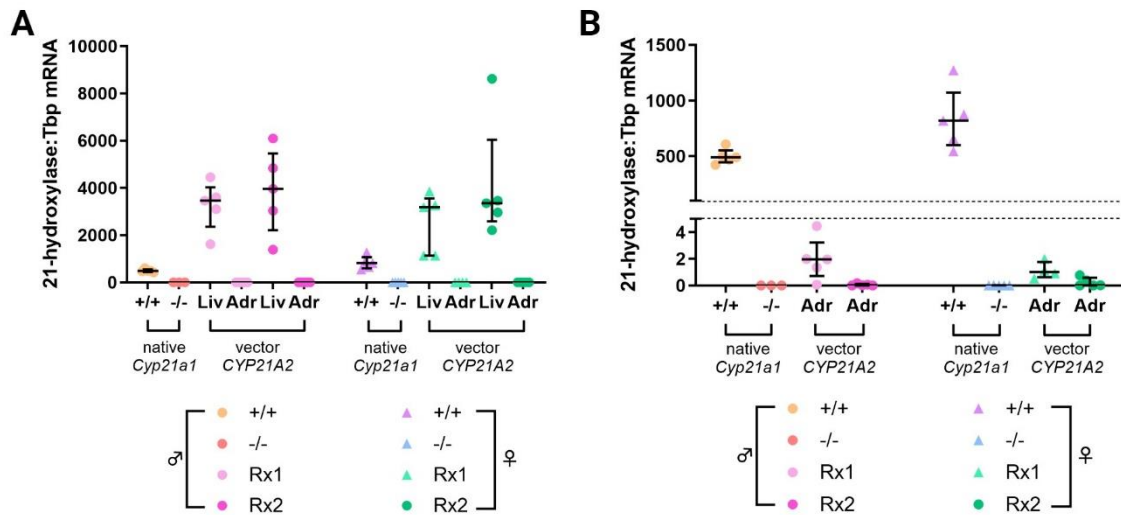 A
21-hydroxylase:Tbp mRNA
10000
8000
6000
4000
2000
0
+/+ -/- Liv Adr Liv Adr +/+ -/- Liv Adr Liv Adr
native vector native vector
Cyp21a1 CYP21A2 Cyp21a1 CYP21A2
♂
+/+ +/+
-/- -/-
Rx1 Rx1
Rx2 Rx2
♀
B
21-hydroxylase:Tbp mRNA
1500
1000
500
4
2
0
+/+ -/- Adr Adr +/+ -/- Adr Adr
native vector native vector
Cyp21a1 CYP21A2 Cyp21a1 CYP21A2
♂
+/+ +/+
-/- -/-
Rx1 Rx1
Rx2 Rx2
♀